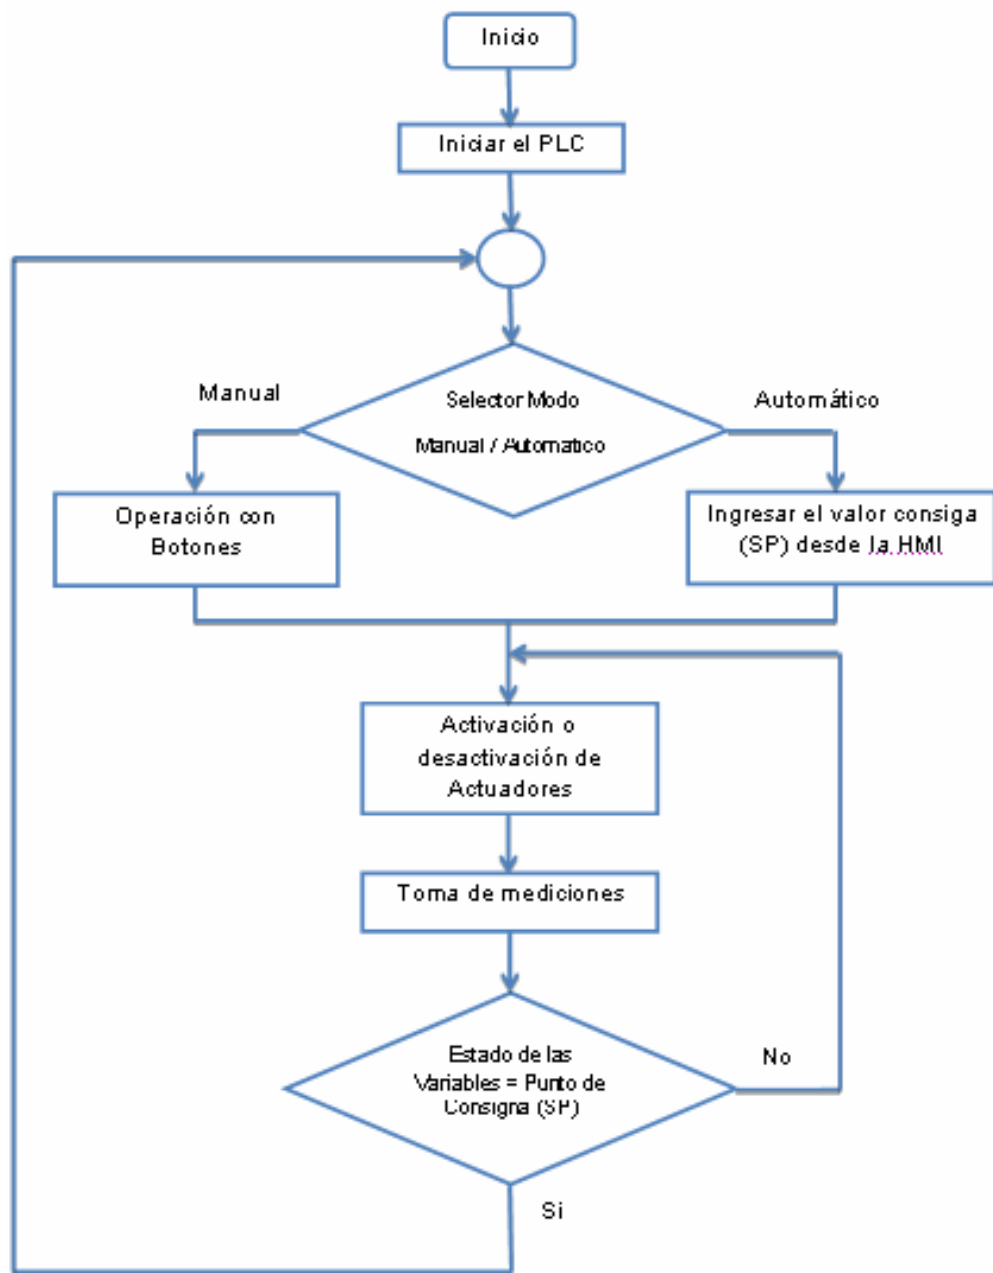 Inicio
Iniciar el PLC
Manual
Selector Modo
Manual / Automatico
Automático
Operación con
Botones
Ingresar el valor consiga
(SP) desde la HMI
Activación o
desactivación de
Actuadores
Toma de mediciones
Estado de las
Variables = Punto de
Consigna (SP)
No
Si